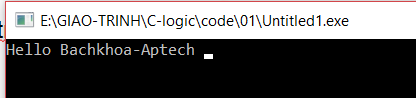 E:\GIAO-TRINH\C-logic\code\01\Untitled1.exe
Hello Bachkhoa-Aptech